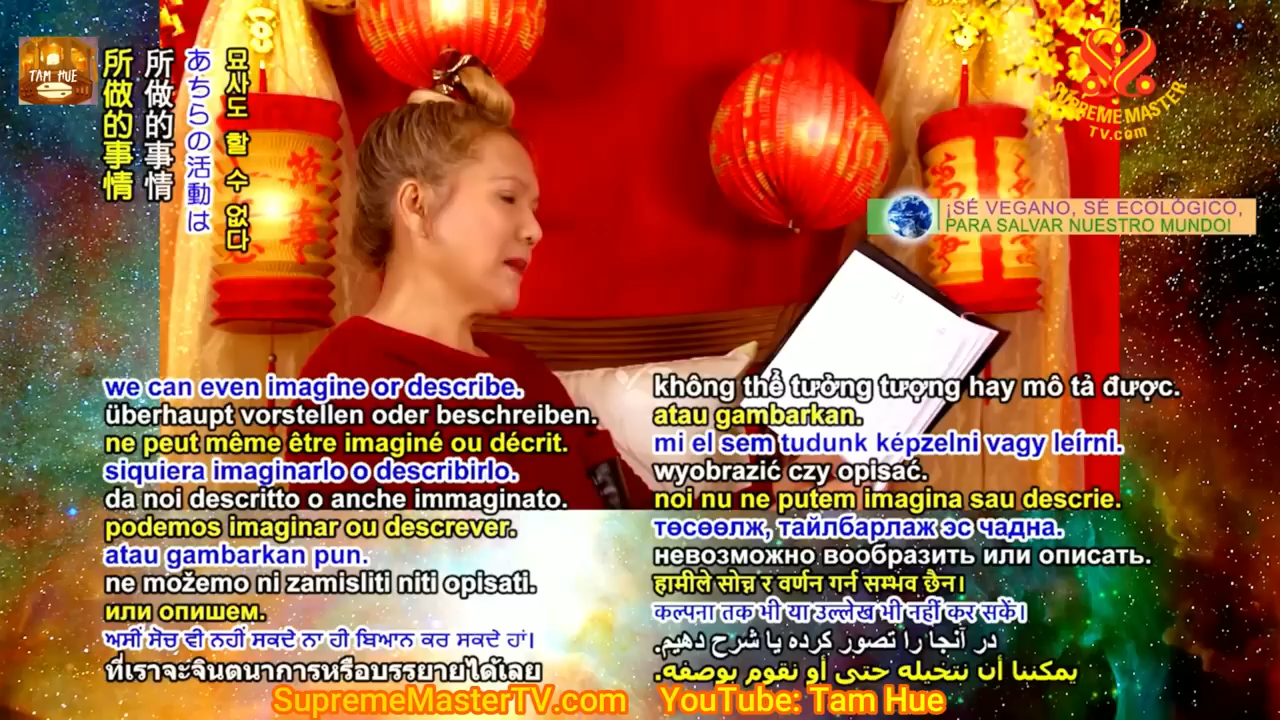 TAM HUE
所做的事情
所做的事情
あちらの活動は
묘사도 할 수 없다
SUPREME MASTER
TV.com
¡SÉ VEGANO, SÉ ECOLÓGICO,
PARA SALVAR NUESTRO MUNDO!
we can even imagine or describe.
überhaupt vorstellen oder beschreiben.
ne peut même être imaginé ou décrit.
siquiera imaginarlo o describirlo.
da noi descritto o anche immaginato.
podemos imaginar ou descrever.
atau gambarkan pun.
ne možemo ni zamisliti niti opisati.
или опишем.
ਅਸੀਂ ਸੋਚ ਵੀ ਨਹੀਂ ਸਕਦੇ ਨਾ ਹੀ ਬਿਆਨ ਕਰ ਸਕਦੇ ਹਾਂ।
ที่เราจะจินตนาการหรือบรรยายได้เลย
không thể tưởng tượng hay mô tả được.
atau gambarkan.
mi el sem tudunk képzelni vagy leírni.
wyobrazić czy opisać.
noi nu ne putem imagina sau descrie.
төсөөлж, тайлбарлаж эс чадна.
невозможно вообразить или описать.
हामीले सोच्न र वर्णन गर्न सम्भव छैन।
कल्पना तक भी या उल्लेख भी नहीं कर सकें।
در آنجا را تصور کرده یا شرح دهیم.
يمكننا أن نتخيله حتى أو نقوم بوصفه.
SupremeMasterTV.com YouTube: Tam Hue